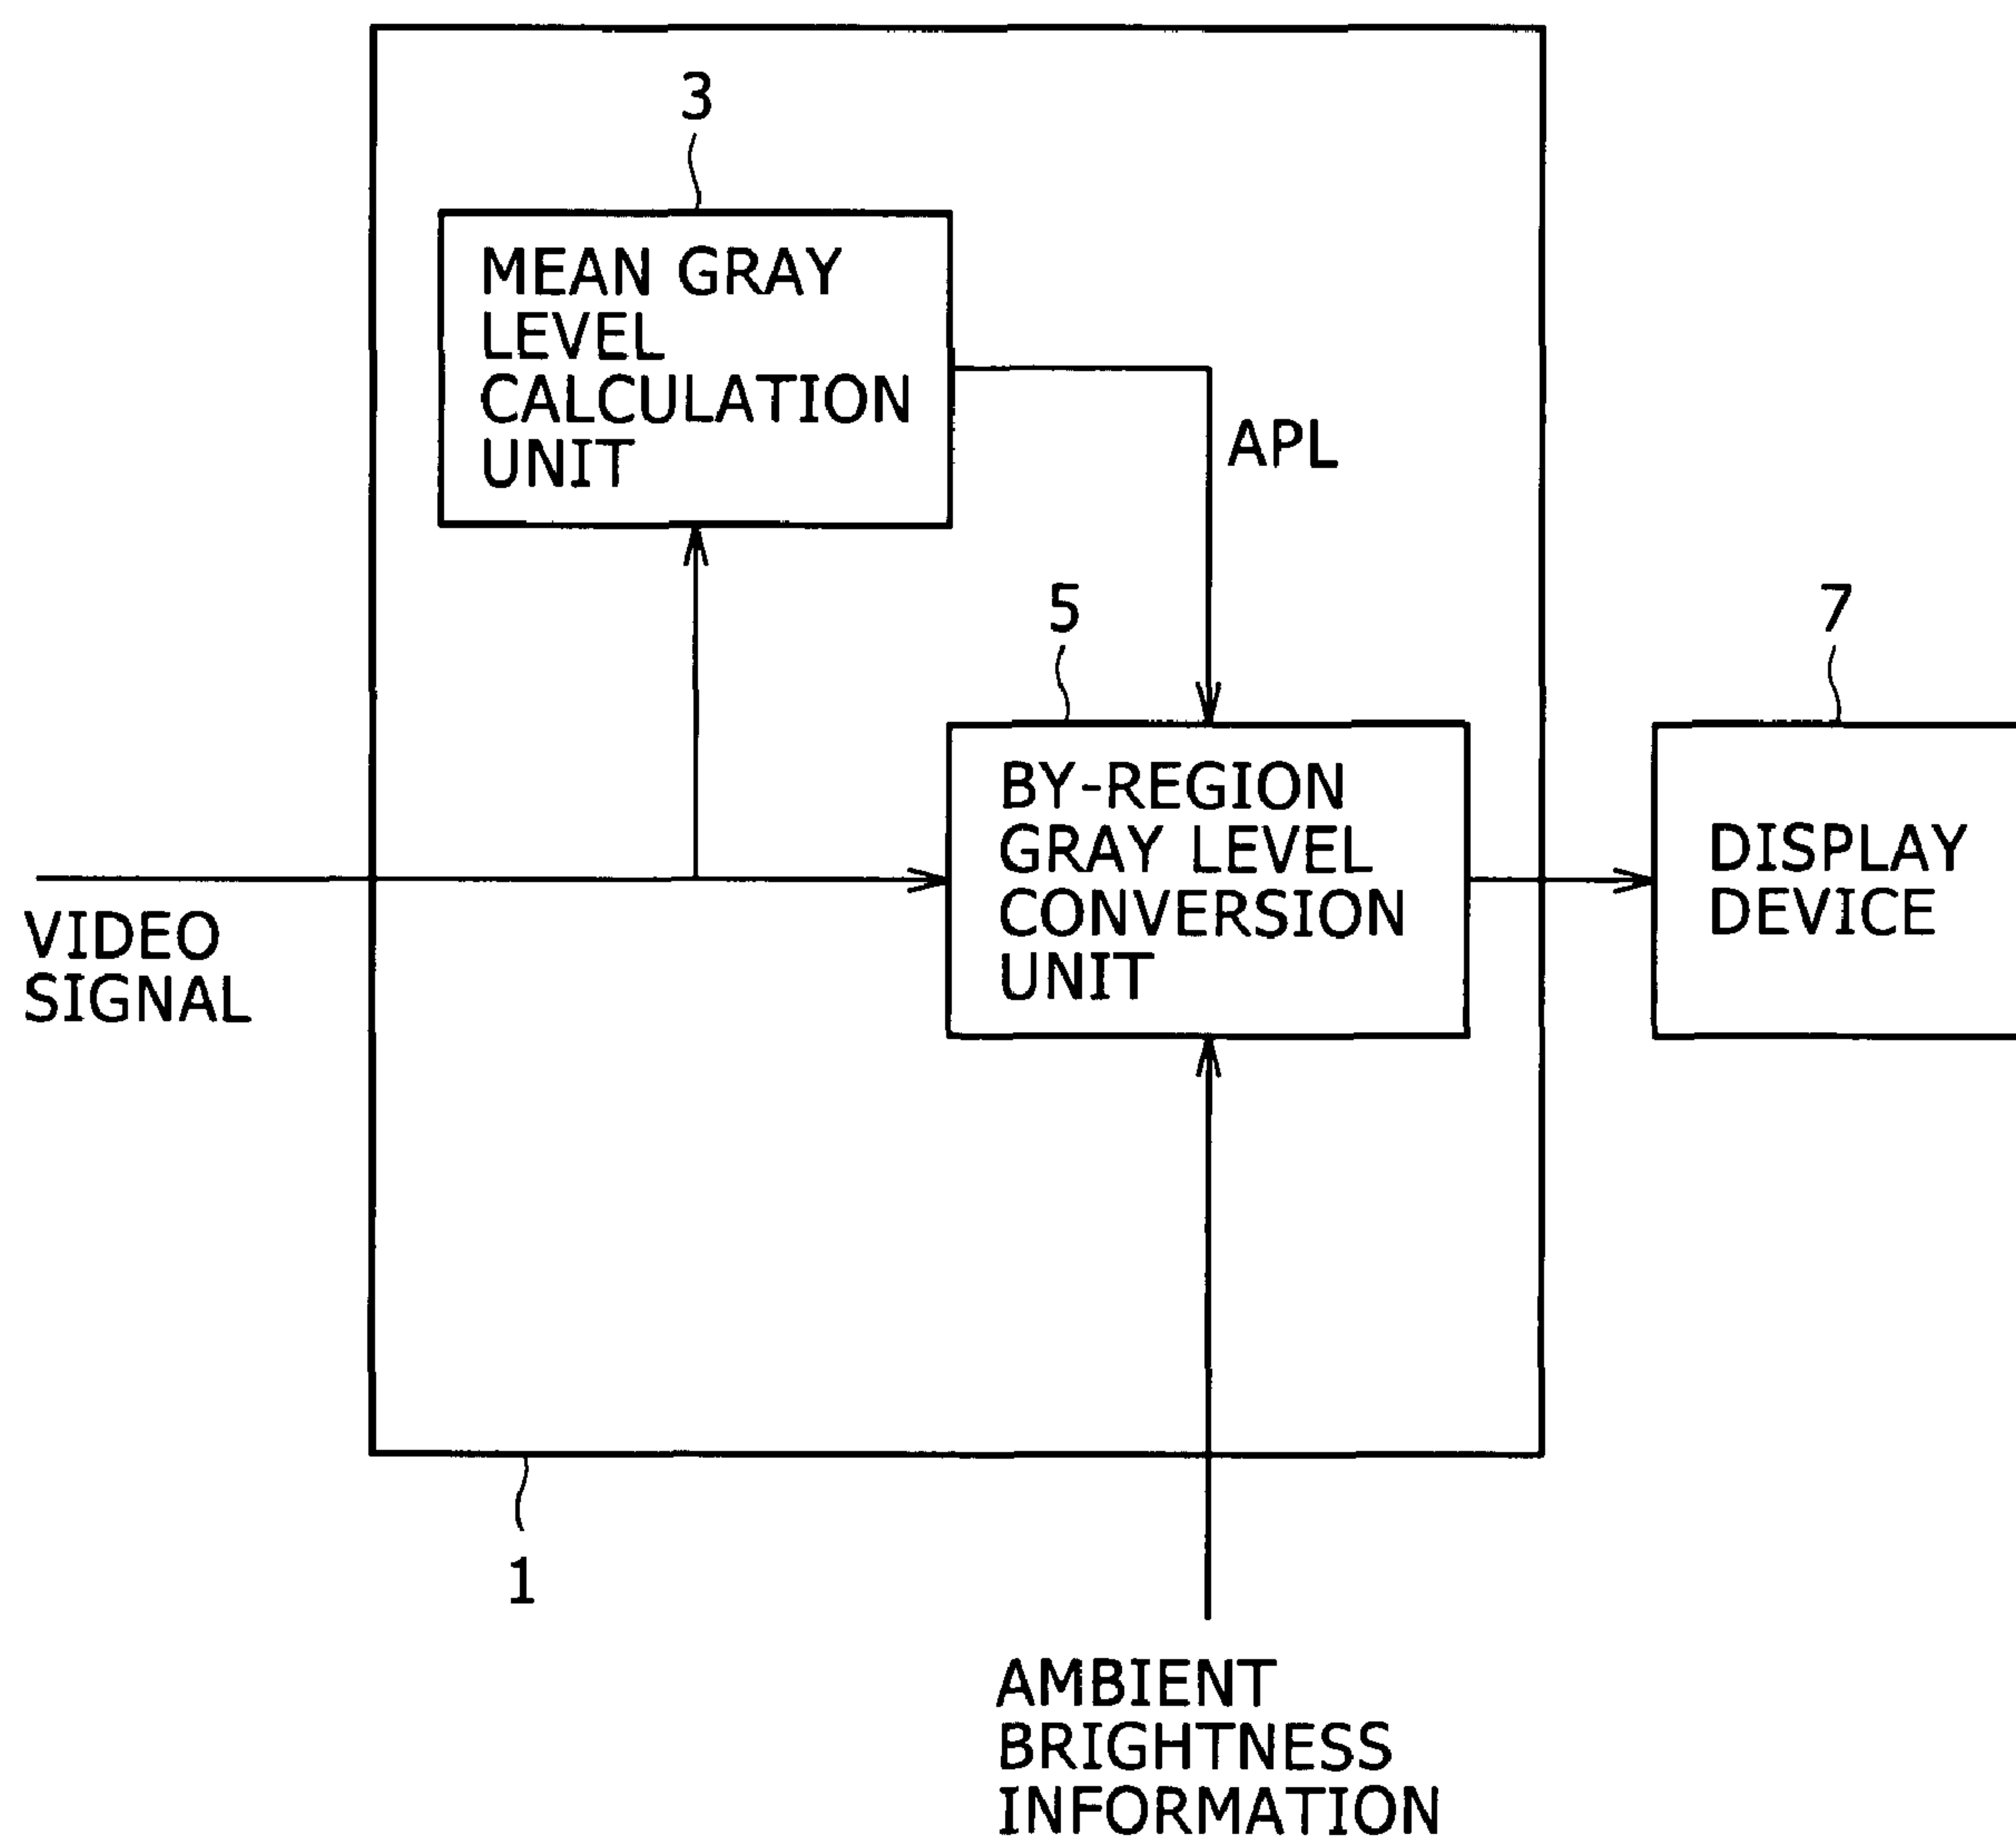 3
MEAN GRAY
LEVEL
CALCULATION
UNIT
APL
5
7
BY-REGION
GRAY LEVEL
CONVERSION
UNIT
DISPLAY
DEVICE
VIDEO
SIGNAL
1
AMBIENT
BRIGHTNESS
INFORMATION